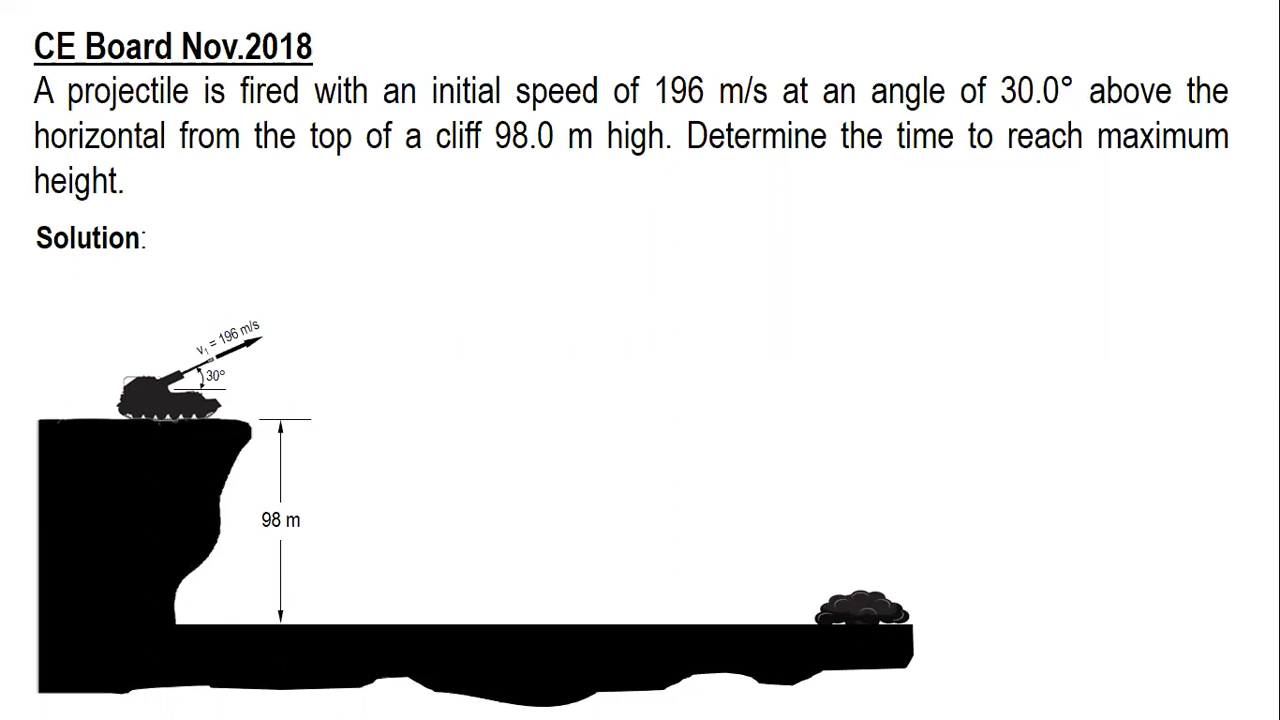 CE Board Nov.2018
A projectile is fired with an initial speed of 196 m/s at an angle of 30.0° above the
horizontal from the top of a cliff 98.0 m high. Determine the time to reach maximum
height.
Solution:
v₁ = 196 m/s
30º
98 m